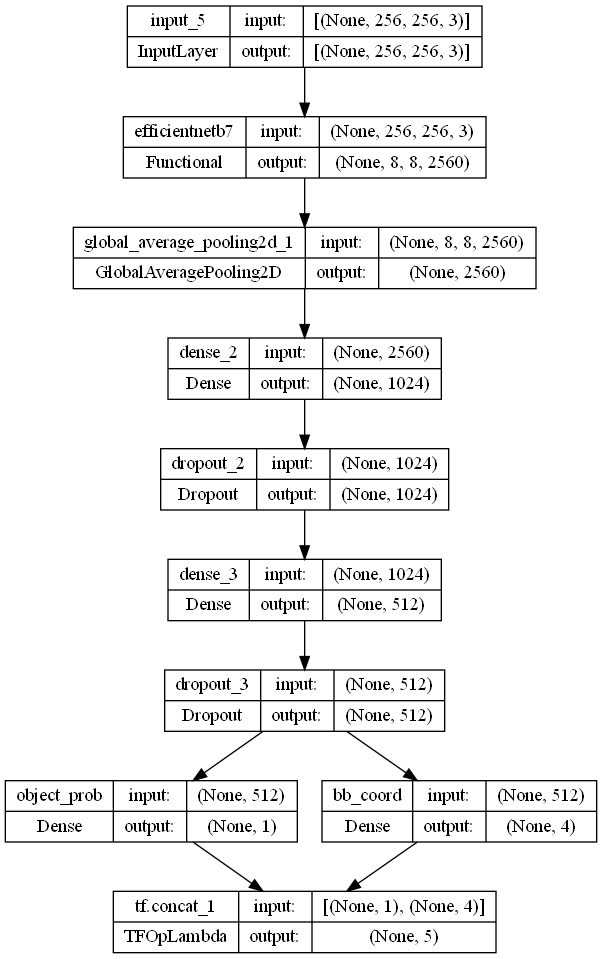 input_5 input: [(None, 256, 256, 3)]
InputLayer output: [(None, 256, 256, 3)]
efficientnetb7 input: (None, 256, 256, 3)
Functional output: (None, 8, 8, 2560)
global_average_pooling2d_1 input: (None, 8, 8, 2560)
GlobalAveragePooling2D output: (None, 2560)
dense_2 input: (None, 2560)
Dense output: (None, 1024)
dropout_2 input: (None, 1024)
Dropout output: (None, 1024)
dense_3 input: (None, 1024)
Dense output: (None, 512)
dropout_3 input: (None, 512)
Dropout output: (None, 512)
object_prob input: (None, 512)
Dense output: (None, 1)
bb_coord input: (None, 512)
Dense output: (None, 4)
tf.concat_1 input: [(None, 1), (None, 4)]
TFOpLambda output: (None, 5)